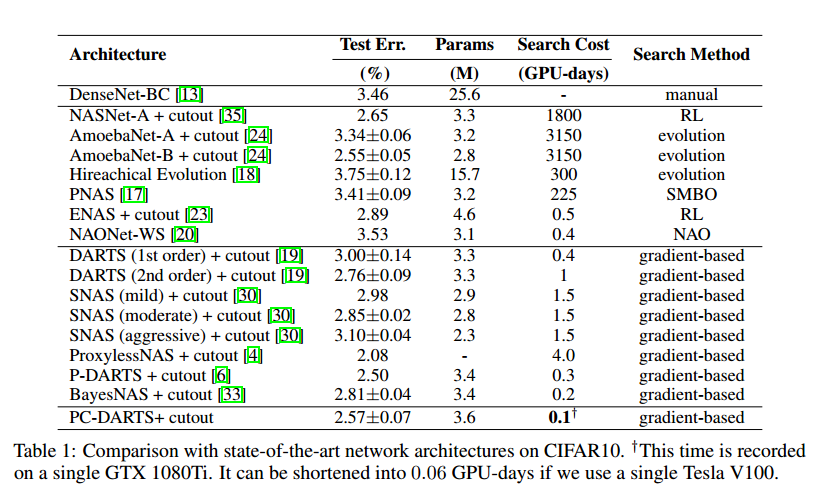 Architecture Test Err. Params Search Cost Search Method
(%) (M) (GPU-days)
DenseNet-BC [13] 3.46 25.6 - manual
NASNet-A + cutout [35] 2.65 3.3 1800 RL
AmoebaNet-A + cutout [24] 3.34±0.06 3.2 3150 evolution
AmoebaNet-B + cutout [24] 2.55±0.05 2.8 3150 evolution
Hireachical Evolution [18] 3.75±0.12 15.7 300 evolution
PNAS [17] 3.41±0.09 3.2 225 SMBO
ENAS + cutout [23] 2.89 4.6 0.5 RL
NAONet-WS [20] 3.53 3.1 0.4 NAO
DARTS (1st order) + cutout [19] 3.00±0.14 3.3 0.4 gradient-based
DARTS (2nd order) + cutout [19] 2.76±0.09 3.3 1 gradient-based
SNAS (mild) + cutout [30] 2.98 2.9 1.5 gradient-based
SNAS (moderate) + cutout [30] 2.85±0.02 2.8 1.5 gradient-based
SNAS (aggressive) + cutout [30] 3.10±0.04 2.3 1.5 gradient-based
ProxylessNAS + cutout [4] 2.08 - 4.0 gradient-based
P-DARTS + cutout [6] 2.50 3.4 0.3 gradient-based
BayesNAS + cutout [33] 2.81±0.04 3.4 0.2 gradient-based
PC-DARTS+ cutout 2.57±0.07 3.6 0.1† gradient-based
Table 1: Comparison with state-of-the-art network architectures on CIFAR10. †This time is recorded
on a single GTX 1080Ti. It can be shortened into 0.06 GPU-days if we use a single Tesla V100.